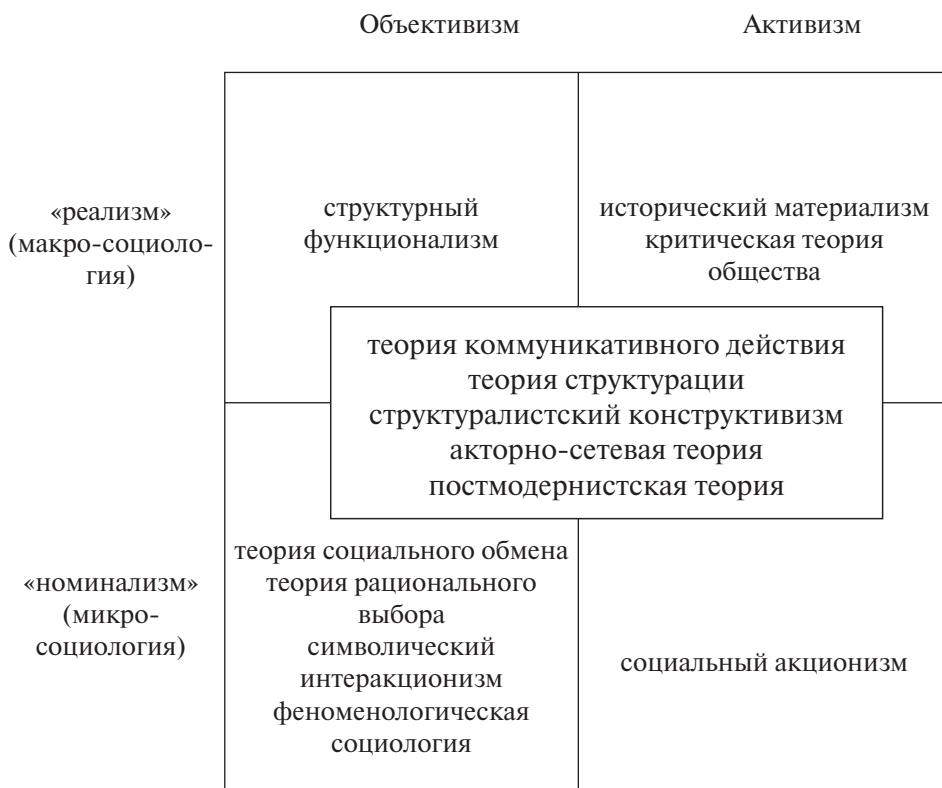 Объективизм
Активизм
«реализм»
(макро-социоло-
гия)
структурный
функционализм
исторический материализм
критическая теория
общества
теория коммуникативного действия
теория структурации
структуралистский конструктивизм
акторно-сетевая теория
постмодернистская теория
«номинализм»
(микро-
социология)
теория социального обмена
теория рационального
выбора
символический
интеракционизм
феноменологическая
социология
социальный акционизм